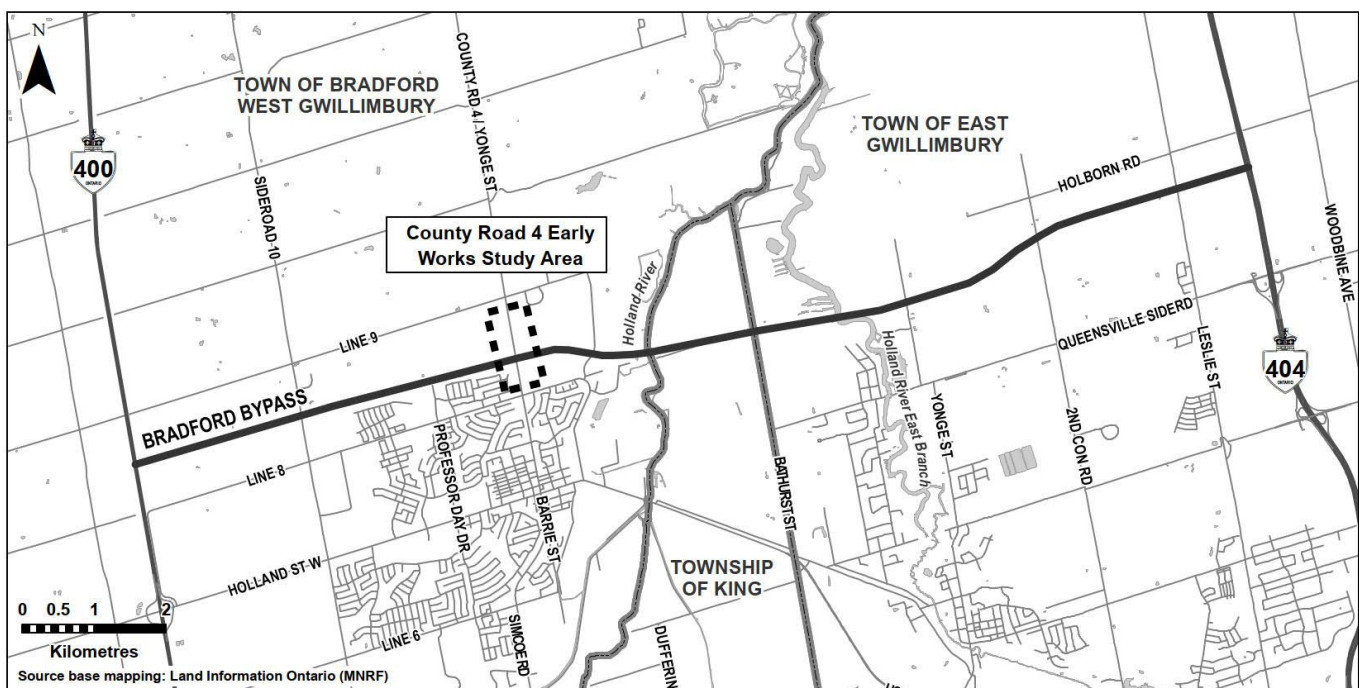 N
TOWN OF BRADFORD
WEST GWILLIMBURY
COUNTY RD 4 / YONGE ST
TOWN OF EAST
GWILLIMBURY
400
ONTARIO
SIDEROAD 10
HOLBORN RD
WOODBINE AVE
County Road 4 Early
Works Study Area
Holland River
LINE 9
QUEENSVILLE SIDERD
LESLIE ST
404
ONTARIO
BRADFORD BYPASS
Holland River East Branch
YONGE ST
2ND CON RD
LINE 8
PROFESSOR DAY DR
BARRIE ST
BATHURST ST
HOLLAND ST W
TOWNSHIP
OF KING
0 0.5 1 2
Kilometres
LINE 6
SIMCOE RD
DUFFERIN
Source base mapping: Land Information Ontario (MNRF)